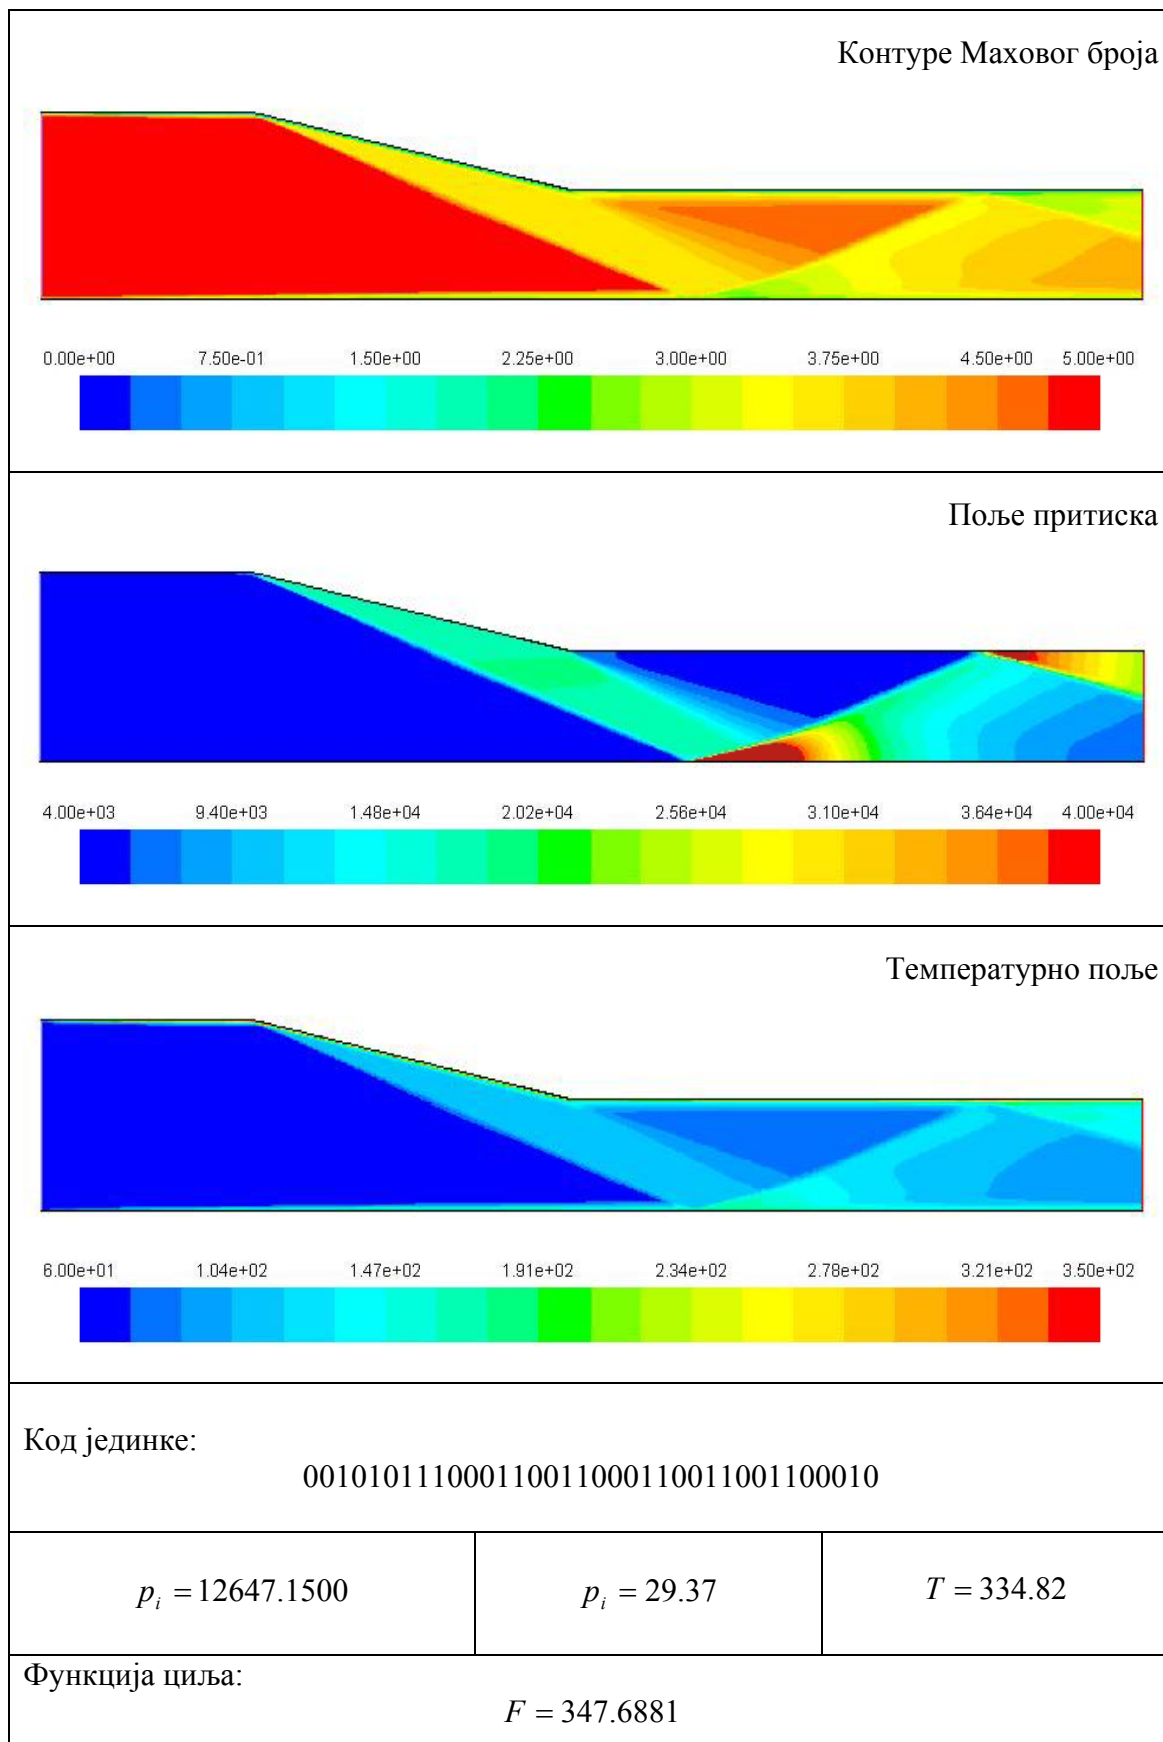 Контуре Маховог броја
0.00e+00 7.50e-01 1.50e+00 2.25e+00 3.00e+00 3.75e+00 4.50e+00 5.00e+00
Поље притиска
4.00e+03 9.40e+03 1.48e+04 2.02e+04 2.56e+04 3.10e+04 3.64e+04 4.00e+04
Температурно поље
6.00e+01 1.04e+02 1.47e+02 1.91e+02 2.34e+02 2.78e+02 3.21e+02 3.50e+02
Код јединке:
001010111000110011000110011001100010
p_i = 12647.1500 p_i = 29.37 T = 334.82
Функција циља:
F = 347.6881